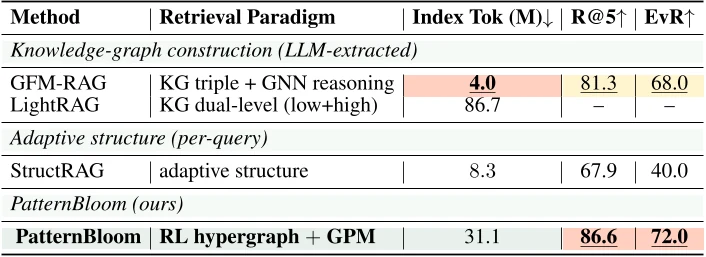 Method Retrieval Paradigm Index Tok (M)↓ R@5↑ EvR↑
Knowledge-graph construction (LLM-extracted)
GFM-RAG KG triple + GNN reasoning 4.0 81.3 68.0
LightRAG KG dual-level (low+high) 86.7 – –
Adaptive structure (per-query)
StructRAG adaptive structure 8.3 67.9 40.0
PatternBloom (ours)
PatternBloom RL hypergraph + GPM 31.1 86.6 72.0